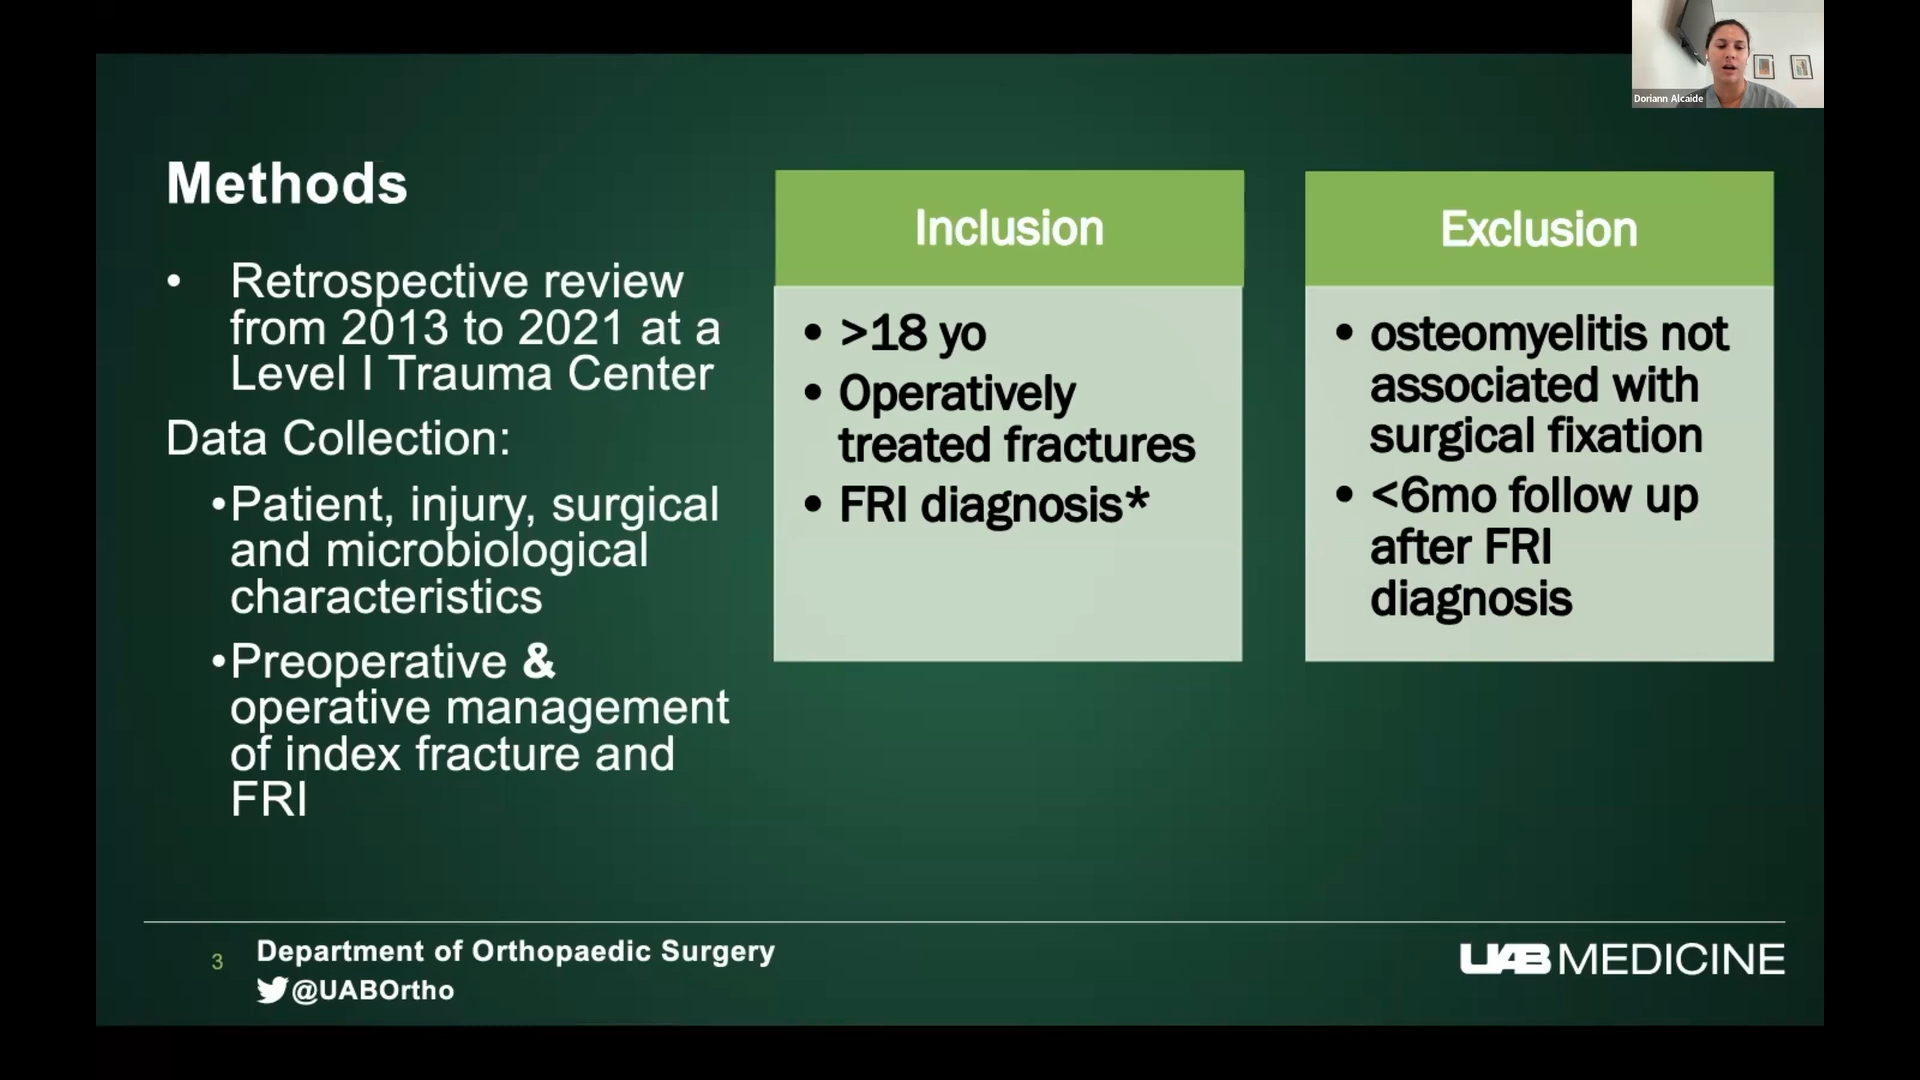 Doriann Alcaide
Methods
• Retrospective review
from 2013 to 2021 at a
Level I Trauma Center
Data Collection:
•Patient, injury, surgical
and microbiological
characteristics
•Preoperative &
operative management
of index fracture and
FRI
Inclusion
• >18 yo
• Operatively
treated fractures
• FRI diagnosis*
Exclusion
• osteomyelitis not
associated with
surgical fixation
• <6mo follow up
after FRI
diagnosis
3
Department of Orthopaedic Surgery
@UABOrtho
UAB MEDICINE